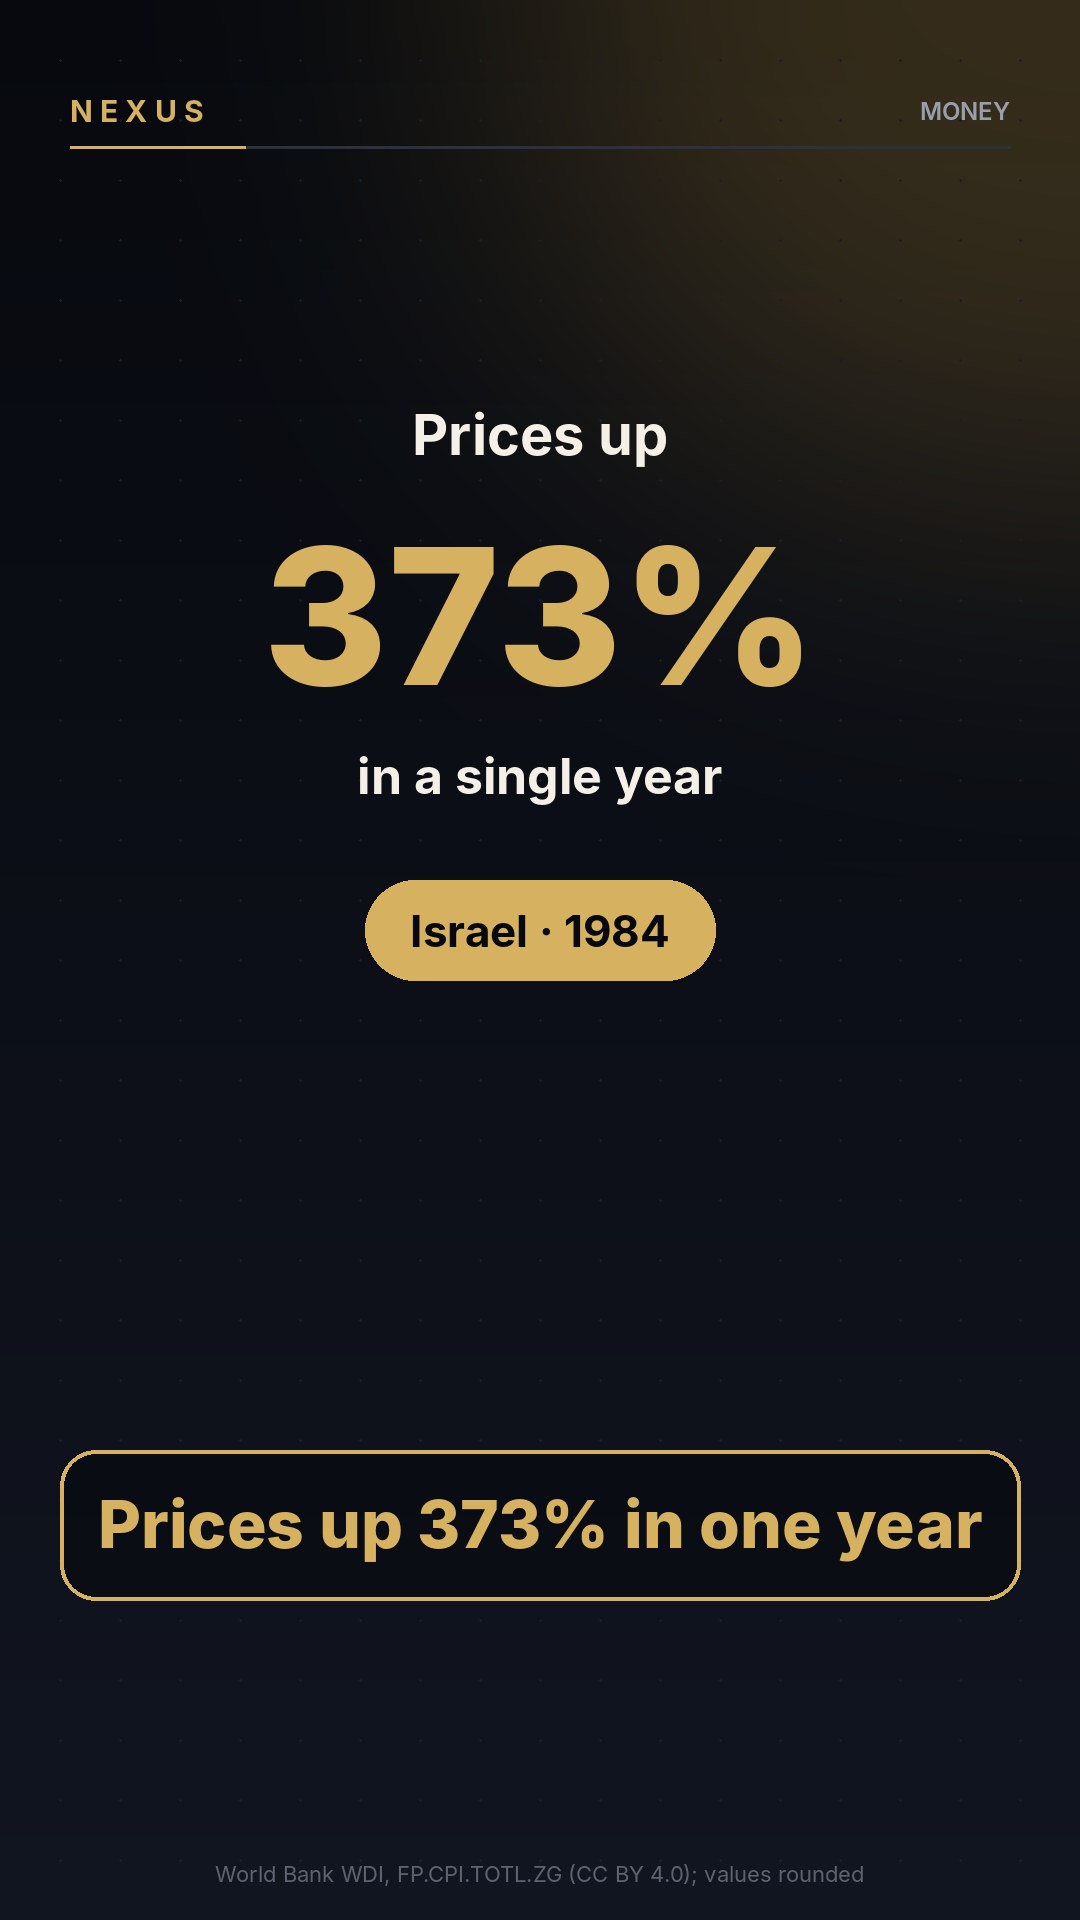 NEXUS
MONEY
Prices up
373%
in a single year
Israel · 1984
Prices up 373% in one year
World Bank WDI, FP.CPI.TOTL.ZG (CC BY 4.0); values rounded